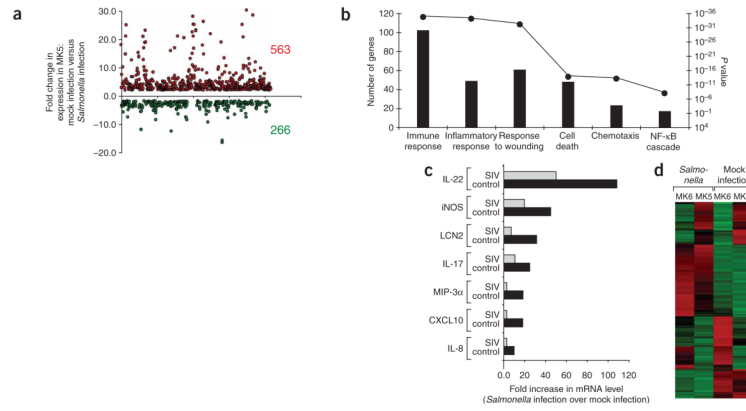 a
Fold change in
expression in MK5:
mock infection versus
Salmonella infection
30.0
20.0
10.0
0.0
–10.0
–20.0
563
266
b
Number of genes
120
100
80
60
40
20
0
10–36
10–31
10–26
10–21
10–16
10–11
10–6
10–1
104
P value
Immune
response
Inflammatory
response
Response
to wounding
Cell
death
Chemotaxis
NF-κB
cascade
c
IL-22
SIV
control
iNOS
SIV
control
LCN2
SIV
control
IL-17
SIV
control
MIP-3α
SIV
control
CXCL10
SIV
control
IL-8
SIV
control
0.0
20
40
60
80
100
120
Fold increase in mRNA level
(Salmonella infection over mock infection)
d
Salmo-
nella
Mock
MK6 MK5 MK6